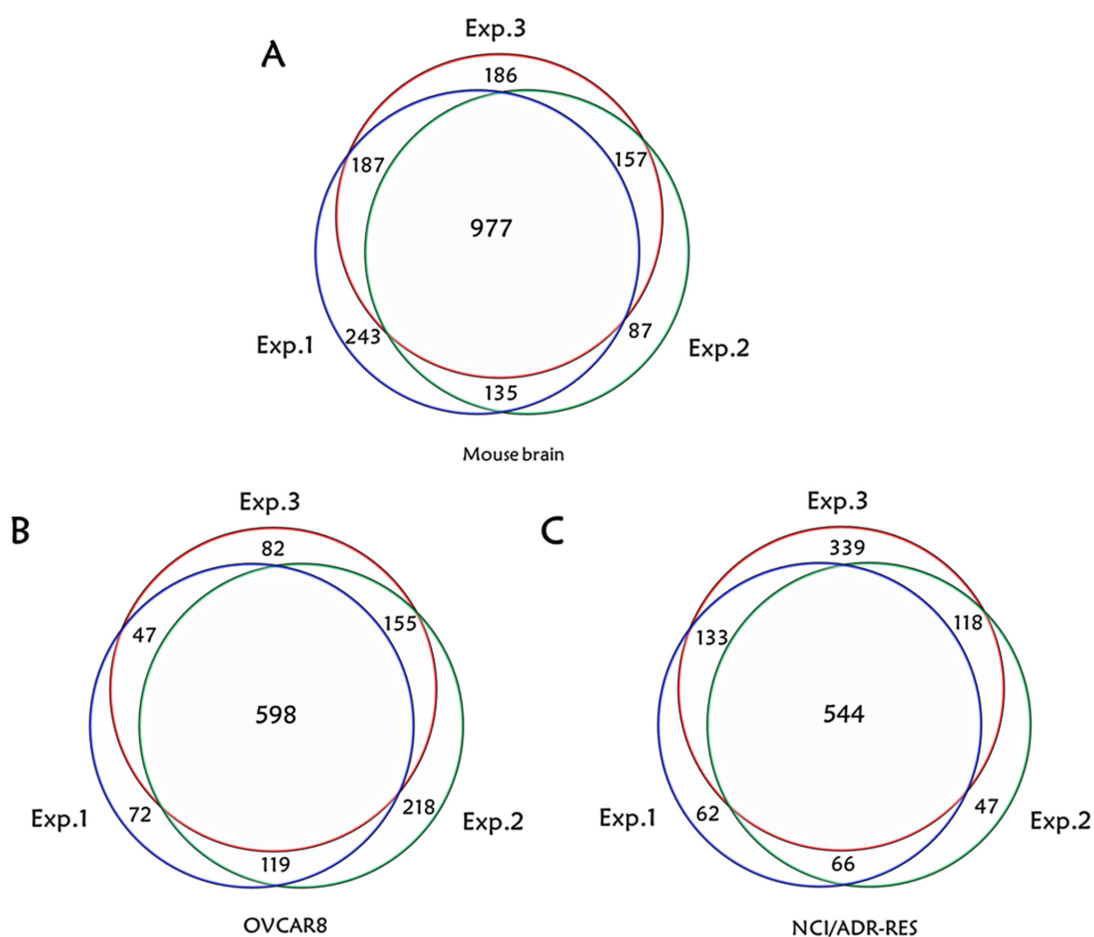 A
Exp.3
186
187
157
977
Exp.1
243
87
Exp.2
135
Mouse brain
B
Exp.3
82
47
155
598
Exp.1
72
218
Exp.2
119
OVCAR8
C
Exp.3
339
133
118
544
Exp.1
62
47
Exp.2
66
NCI/ADR-RES